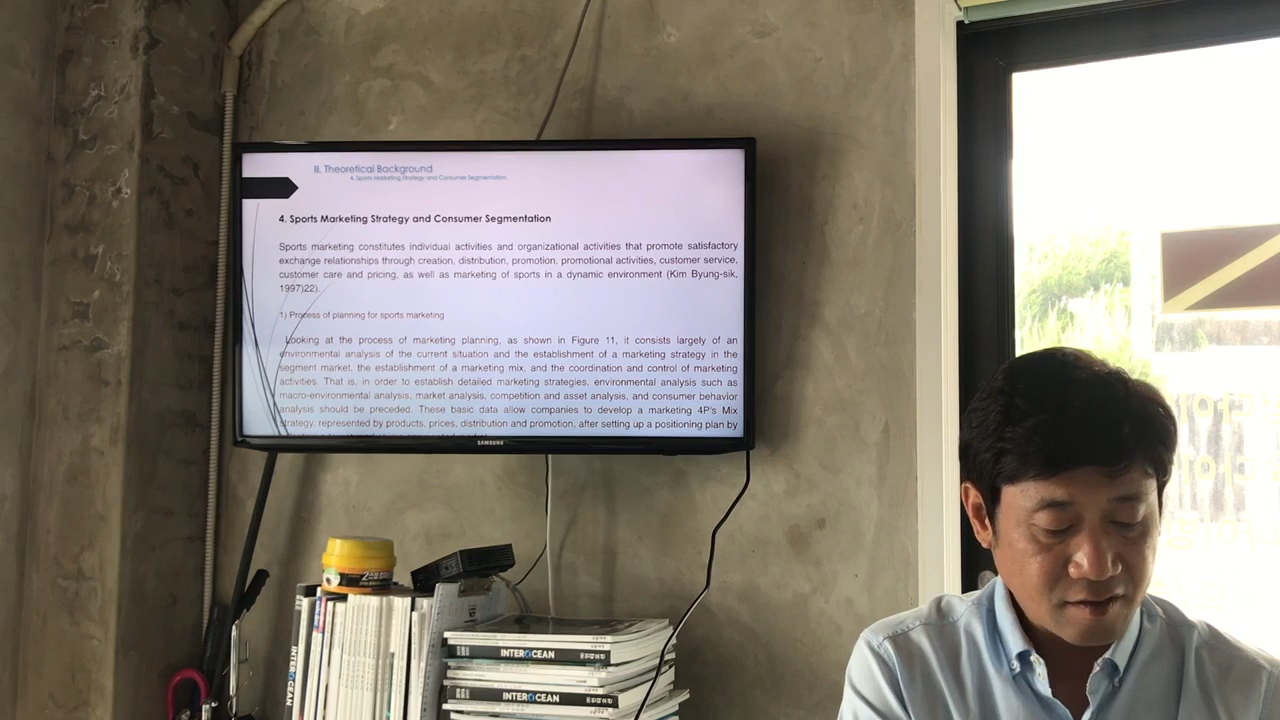 II. Theoretical Background
4. Sports Marketing Strategy and Consumer Segmentation
4. Sports Marketing Strategy and Consumer Segmentation
Sports marketing constitutes individual activities and organizational activities that promote satisfactory
exchange relationships through creation, distribution, promotion, promotional activities, customer service,
customer care and pricing, as well as marketing of sports in a dynamic environment (Kim Byung-sik,
1997)22).
1) Process of planning for sports marketing
Looking at the process of marketing planning, as shown in Figure 11, it consists largely of an
environmental analysis of the current situation and the establishment of a marketing strategy in the
segment market, the establishment of a marketing mix, and the coordination and control of marketing
activities. That is, in order to establish detailed marketing strategies, environmental analysis such as
macro-environmental analysis, market analysis, competition and asset analysis, and consumer behavior
analysis should be preceded. These basic data allow companies to develop a marketing 4P's Mix
strategy, represented by products, prices, distribution and promotion, after setting up a positioning plan by
SAMSUNG
INTEROCEAN
INTEROCEAN
INTEROCEAN